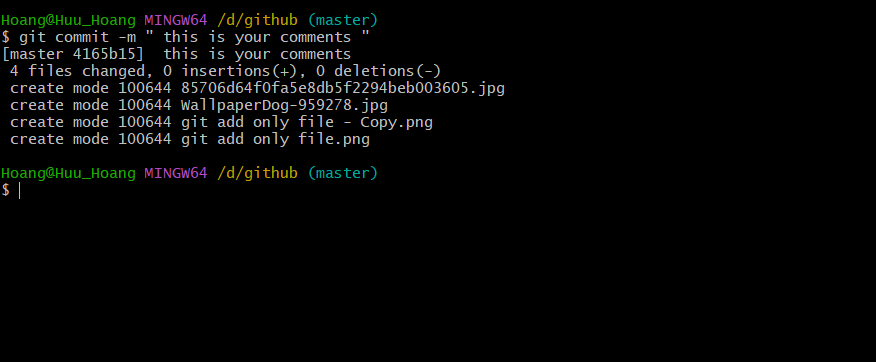 Hoang@Huu_Hoang MINGW64 /d/github (master)
$ git commit -m " this is your comments "
[master 4165b15]  this is your comments
 4 files changed, 0 insertions(+), 0 deletions(-)
 create mode 100644 85706d64f0fa5e8db5f2294beb003605.jpg
 create mode 100644 WallpaperDog-959278.jpg
 create mode 100644 git add only file - Copy.png
 create mode 100644 git add only file.png
Hoang@Huu_Hoang MINGW64 /d/github (master)
$